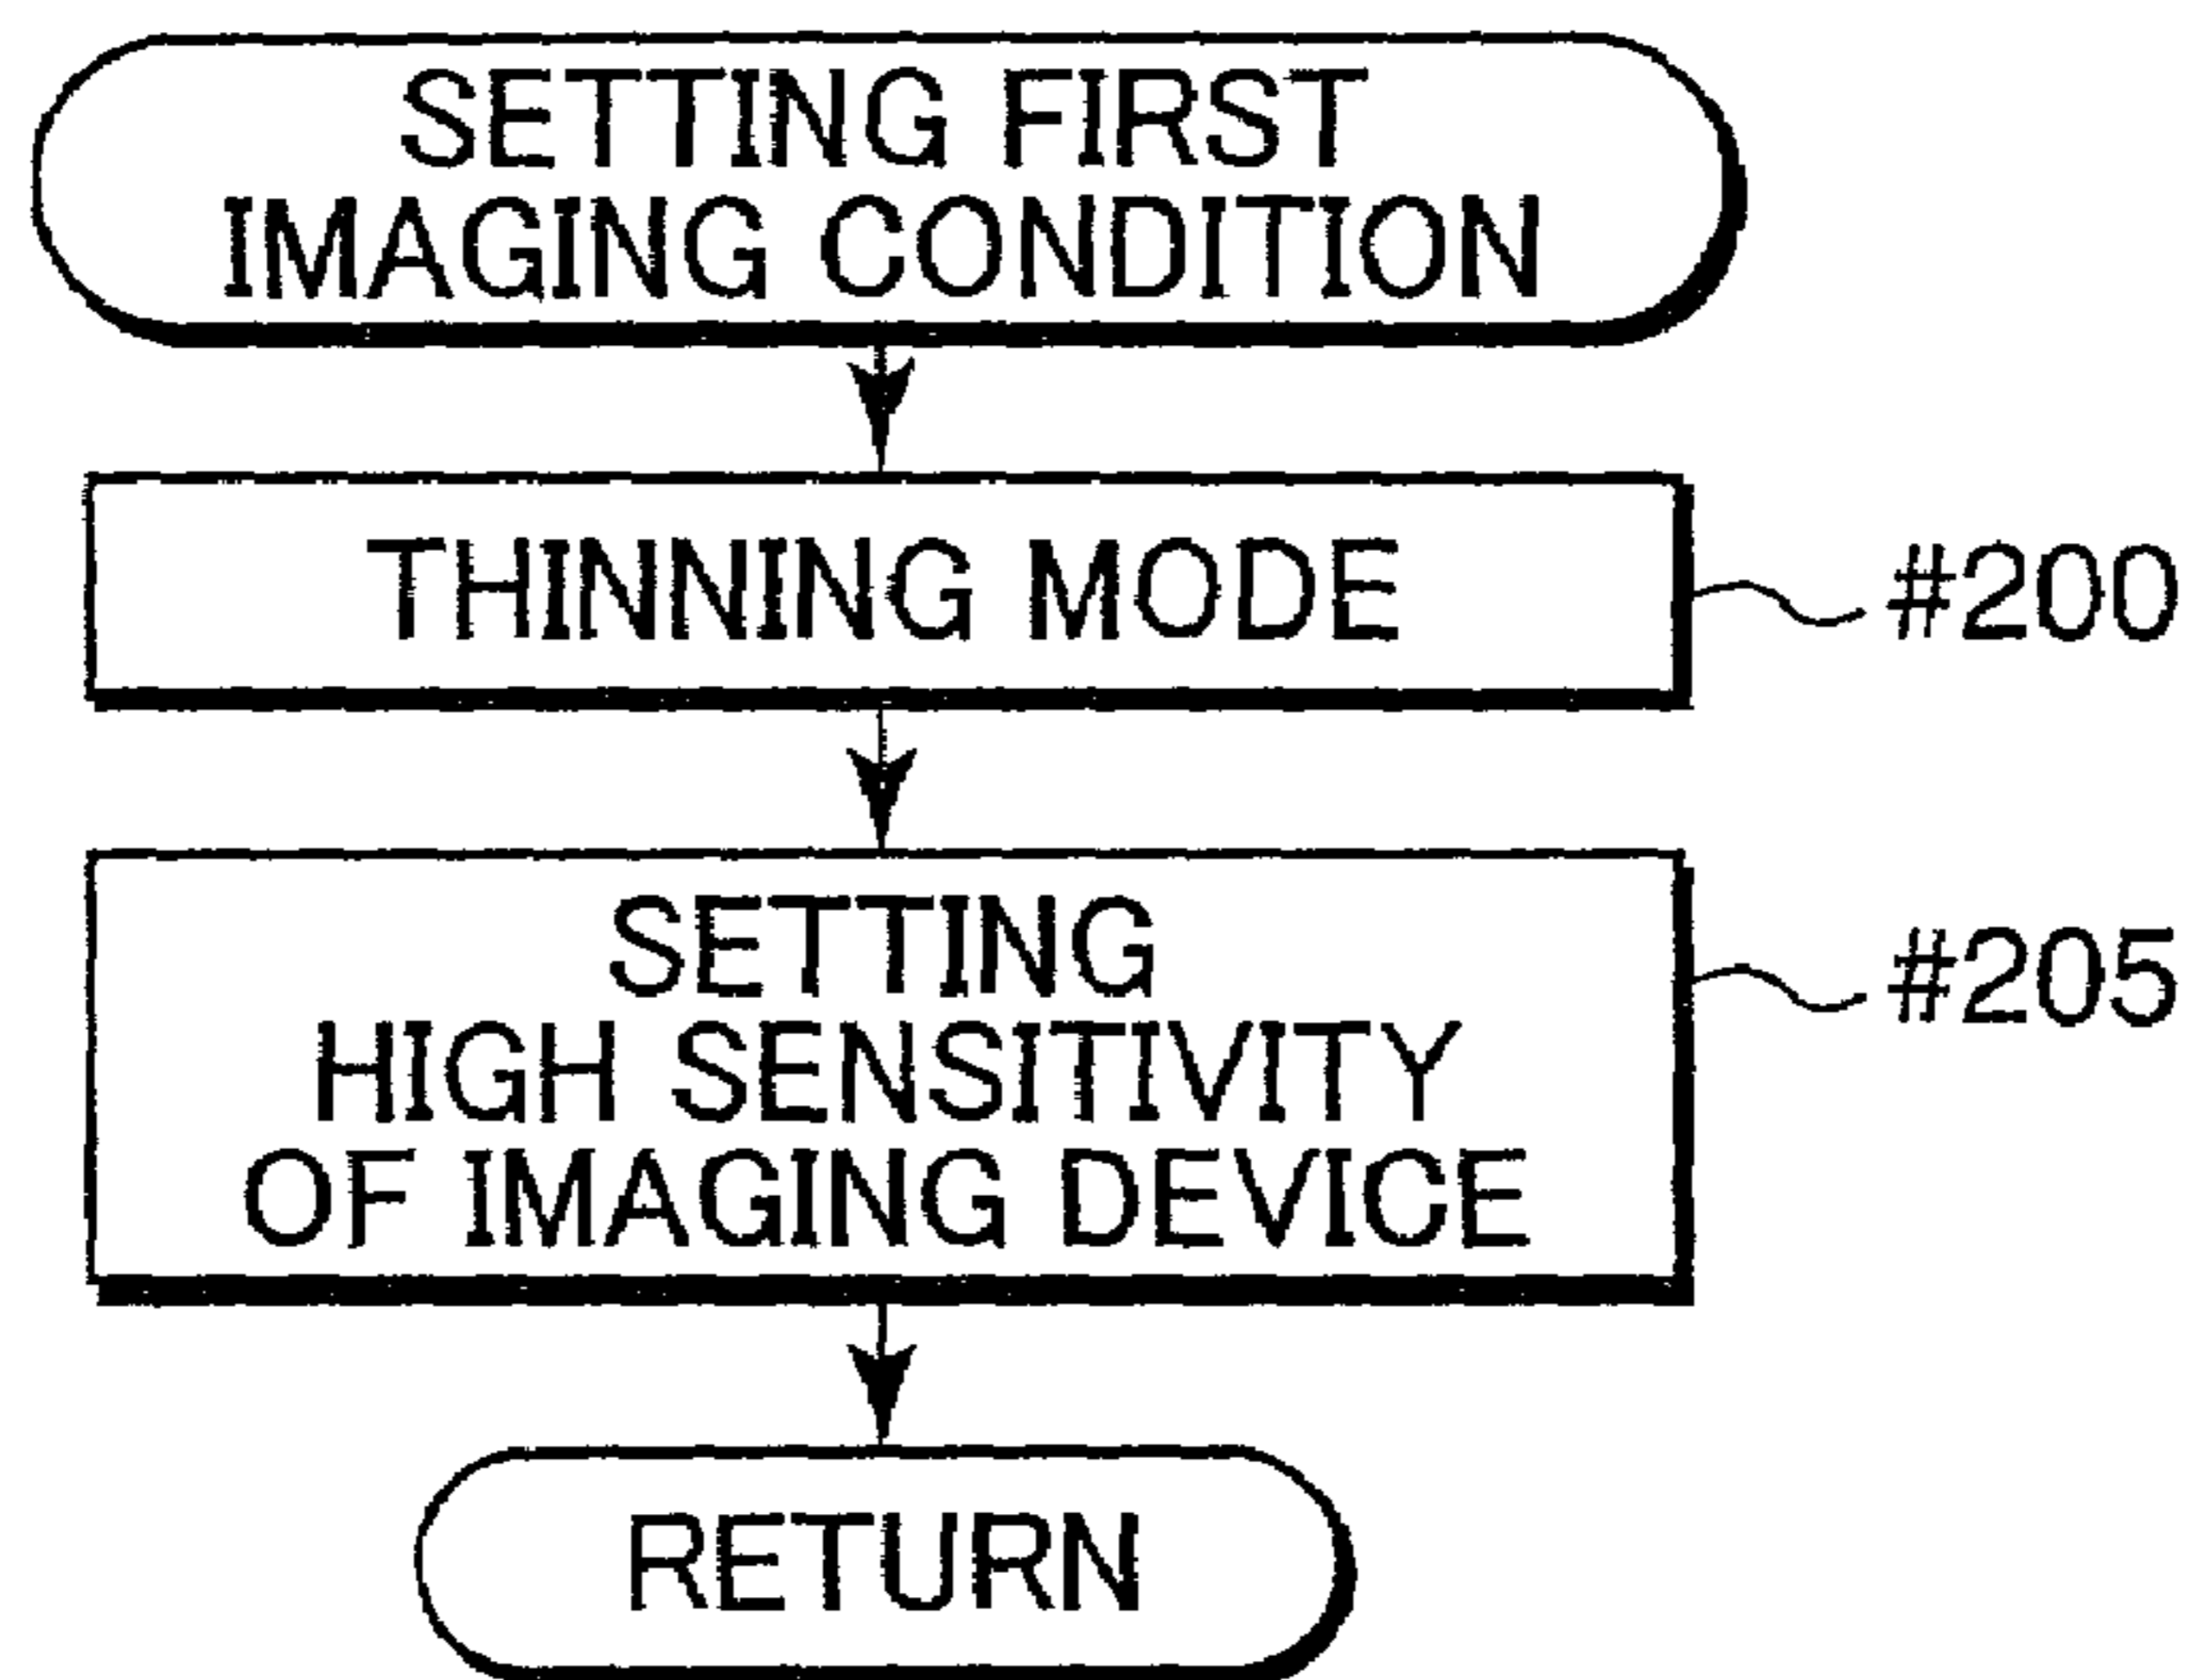 SETTING FIRST
IMAGING CONDITION
THINNING MODE
#200
SETTING
HIGH SENSITIVITY
OF IMAGING DEVICE
#205
RETURN